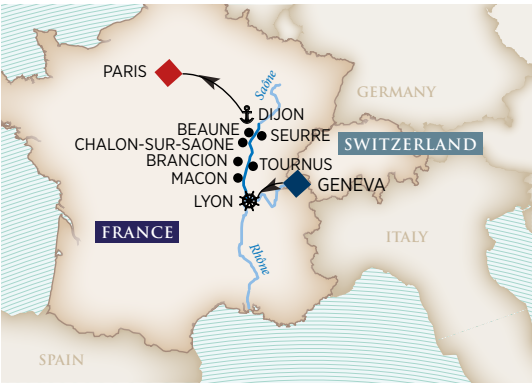 PARIS
Saône
GERMANY
DIJON
BEAUNE
SEURRE
CHALON-SUR-SAONE
SWITZERLAND
BRANCION
TOURNUS
MACON
GENEVA
LYON
FRANCE
ITALY
Rhône
SPAIN